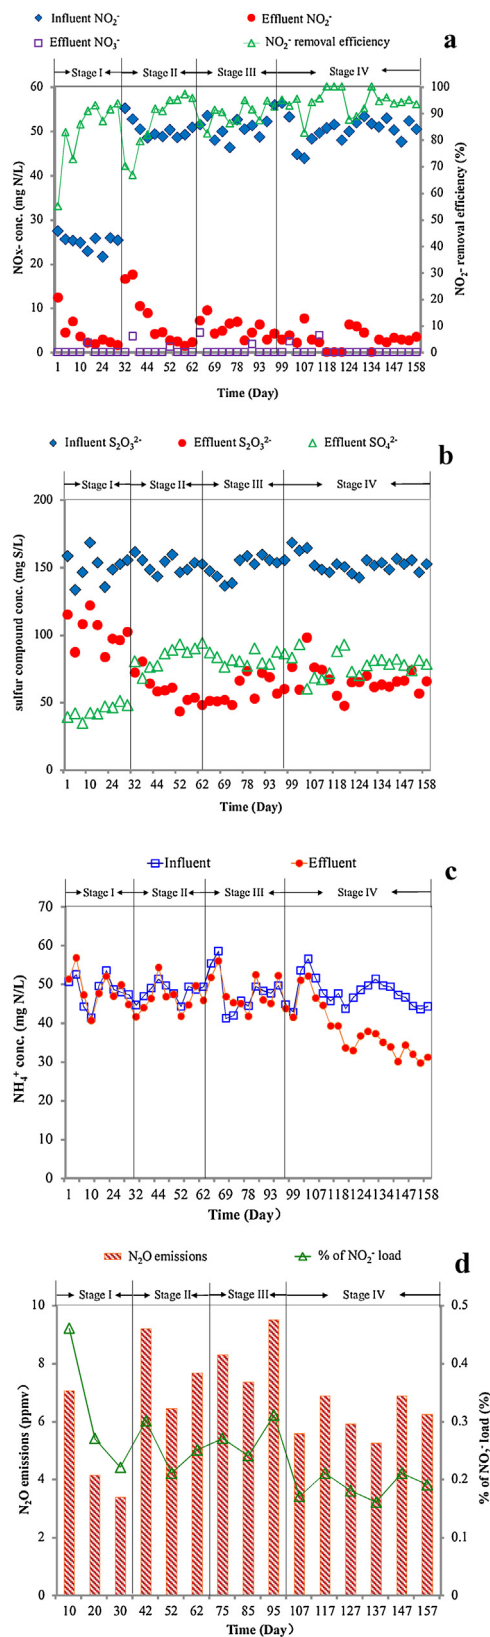 Influent NO₂⁻ Effluent NO₂⁻
Effluent NO₃⁻ NO₂⁻ removal efficiency
a
Stage I Stage II Stage III Stage IV
60 50 40 30 20 10 0
NOx- conc. (mg N/L)
100 90 80 70 60 50 40 30 20 10 0
NO₂- removal efficiency (%)
1 10 24 32 44 52 62 69 78 93 99 107 118 124 134 147 158
Time (Day)
Influent S₂O₃²⁻ Effluent S₂O₃²⁻ Effluent SO₄²⁻
b
Stage I Stage II Stage III Stage IV
200 150 100 50 0
sulfur compound conc. (mg S/L)
1 10 24 32 44 52 62 69 78 93 99 107 118 124 134 147 158
Time (Day)
Influent Effluent
c
Stage I Stage II Stage III Stage IV
70 60 50 40 30 20 10 0
NH₄⁺ conc. (mg N/L)
1 10 24 32 44 52 62 69 78 93 99 107 118 124 134 147 158
Time (Day)
N₂O emissions % of NO₂⁻ load
d
Stage I Stage II Stage III Stage IV
10 8 6 4 2 0
N₂O emissions (ppmv)
0.5 0.4 0.3 0.2 0.1 0
% of NO₂⁻ load (%)
10 20 30 42 52 62 75 85 95 107 117 127 137 147 157
Time (Day)